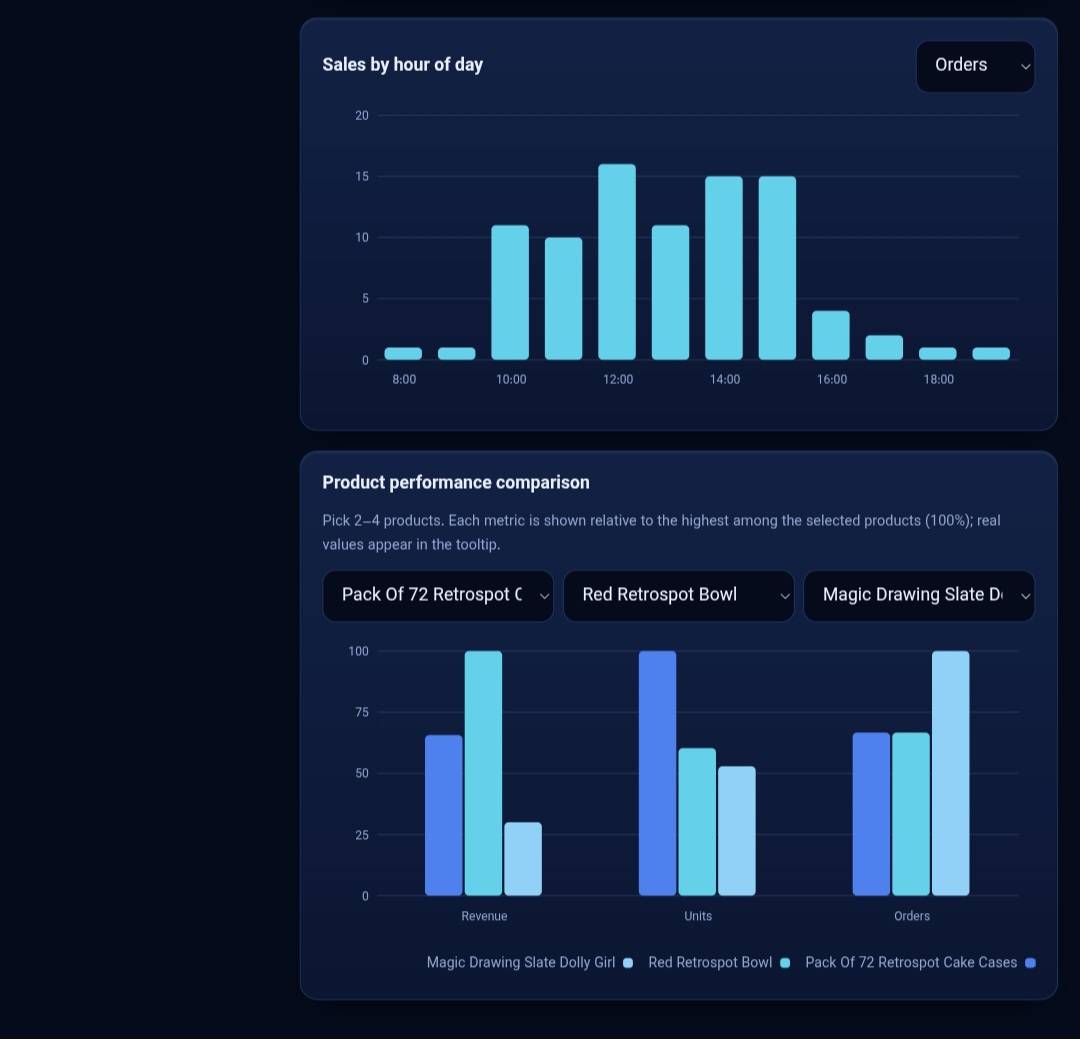 Sales by hour of day
Orders
20
15
10
5
0
8:00 10:00 12:00 14:00 16:00 18:00
Product performance comparison
Pick 2–4 products. Each metric is shown relative to the highest among the selected products (100%); real
values appear in the tooltip.
Pack Of 72 Retrospot C Red Retrospot Bowl Magic Drawing Slate Do
100
75
50
25
0
Revenue Units Orders
Magic Drawing Slate Dolly Girl Red Retrospot Bowl Pack Of 72 Retrospot Cake Cases